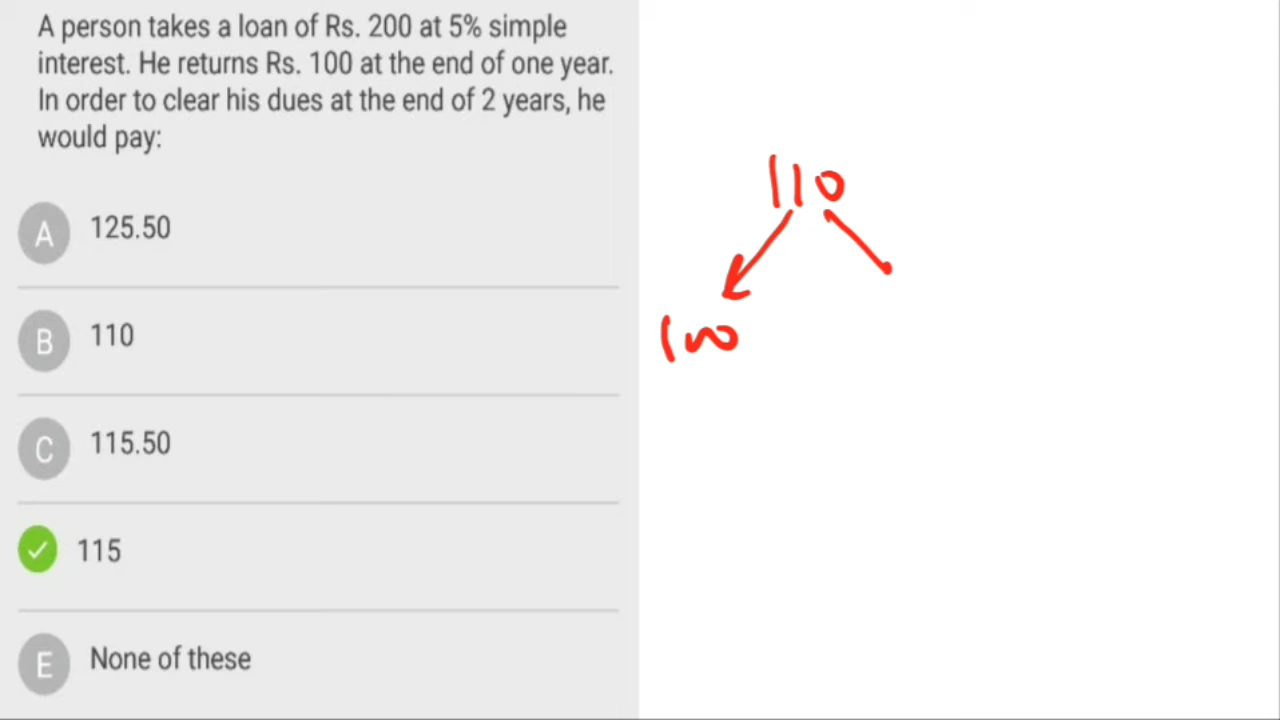 A person takes a loan of Rs. 200 at 5% simple
interest. He returns Rs. 100 at the end of one year.
In order to clear his dues at the end of 2 years, he
would pay:
A 125.50
B 110
C 115.50
115
E None of these
110
100